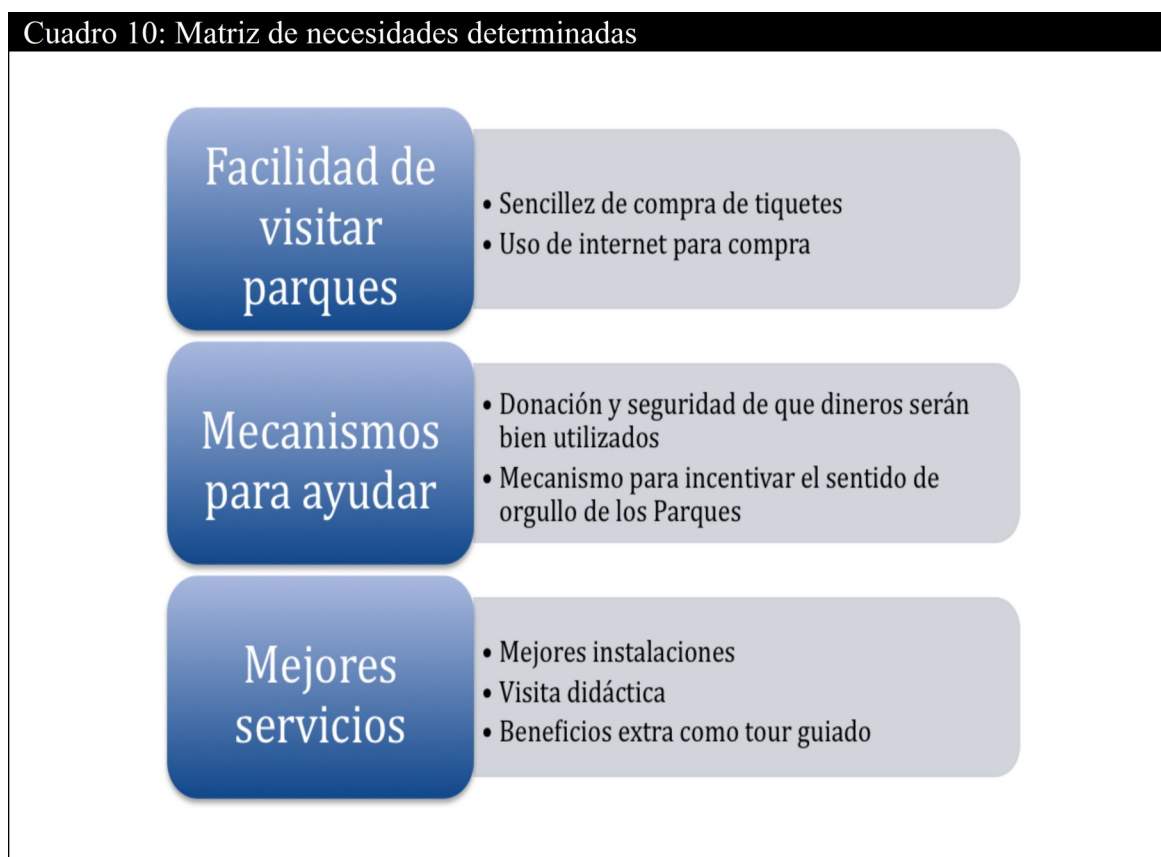 Cuadro 10: Matriz de necesidades determinadas
Facilidad de
visitar
parques
• Sencillez de compra de tiquetes
• Uso de internet para compra
Mecanismos
para ayudar
• Donación y seguridad de que dineros serán
bien utilizados
• Mecanismo para incentivar el sentido de
orgullo de los Parques
Mejores
servicios
• Mejores instalaciones
• Visita didáctica
• Beneficios extra como tour guiado